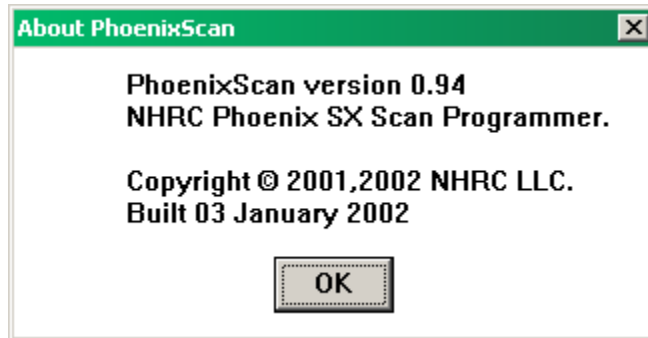 About PhoenixScan
PhoenixScan version 0.94
NHRC Phoenix SX Scan Programmer.
Copyright © 2001,2002 NHRC LLC.
Built 03 January 2002
OK